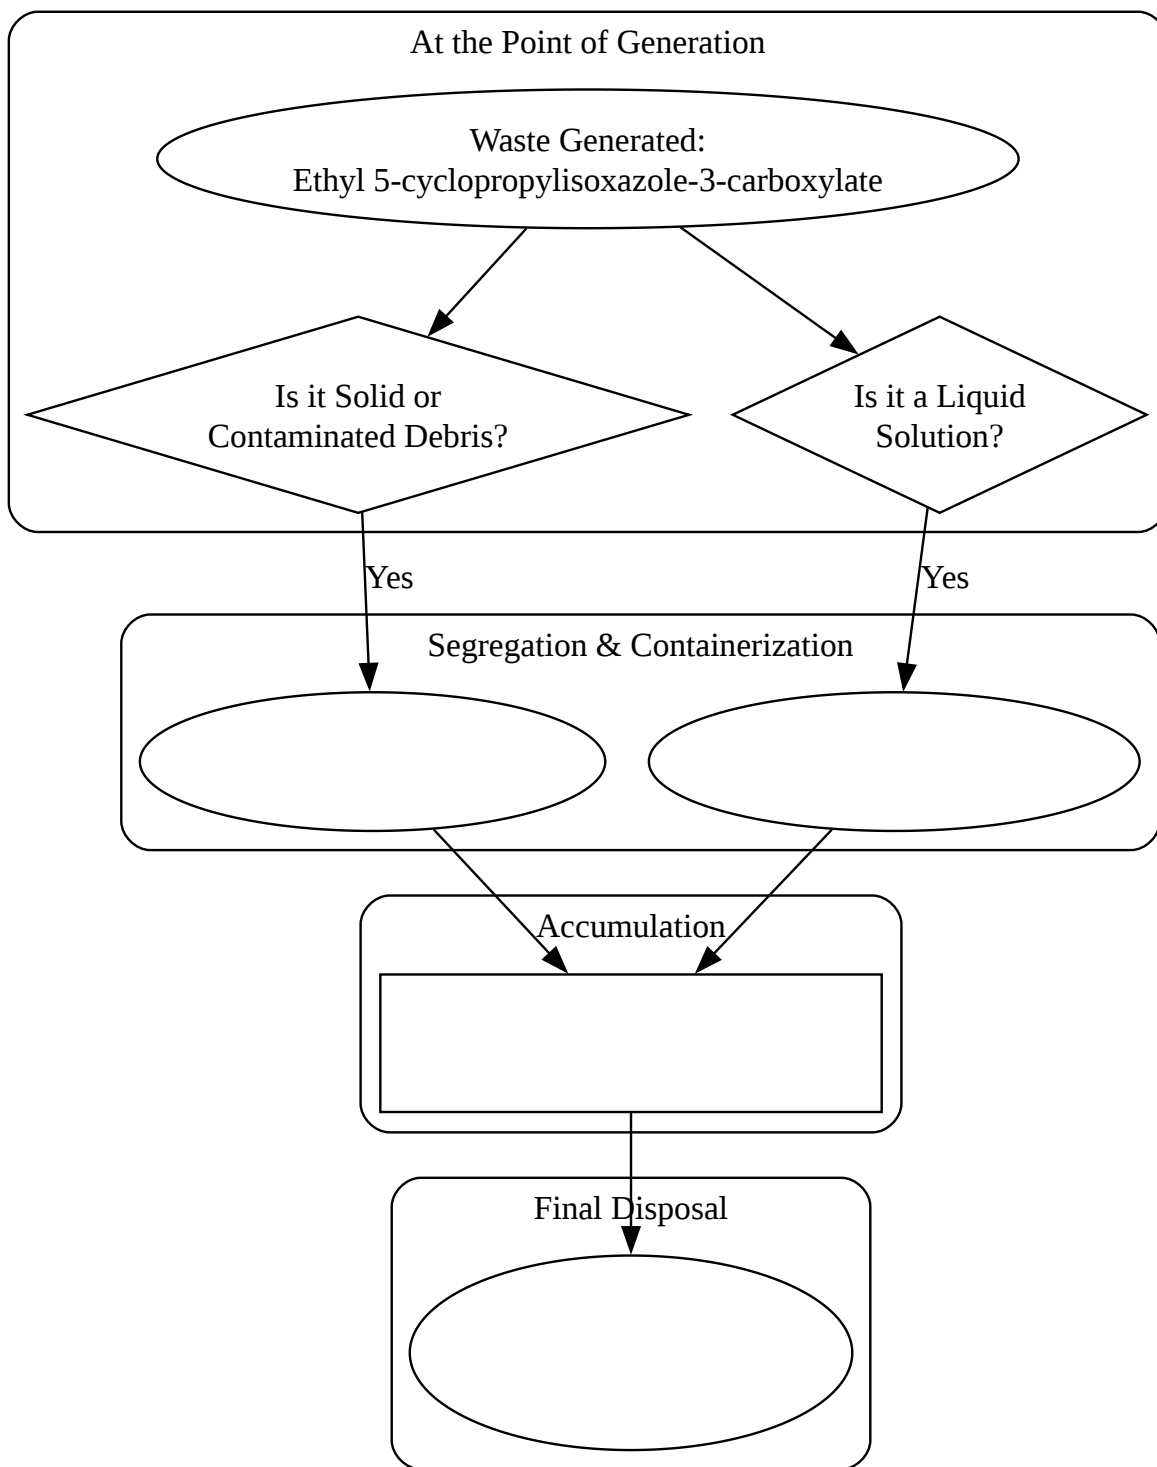 At the Point of Generation
Waste Generated:
Ethyl 5-cyclopropylisoxazole-3-carboxylate
Is it Solid or
Contaminated Debris?
Is it a Liquid
Solution?
Yes
Yes
Segregation & Containerization
Accumulation
Final Disposal